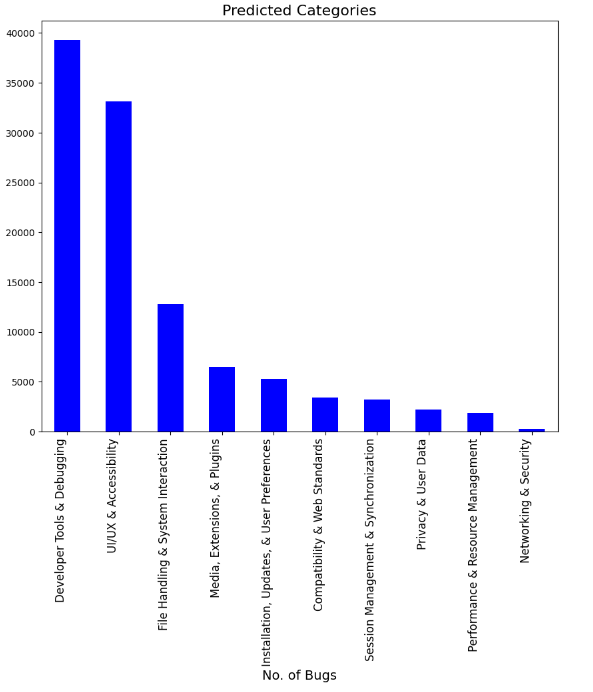 Predicted Categories
40000
35000
30000
25000
20000
15000
10000
5000
0
Developer Tools & Debugging
UI/UX & Accessibility
File Handling & System Interaction
Media, Extensions, & Plugins
Installation, Updates, & User Preferences
Compatibility & Web Standards
Session Management & Synchronization
Privacy & User Data
Performance & Resource Management
Networking & Security
No. of Bugs